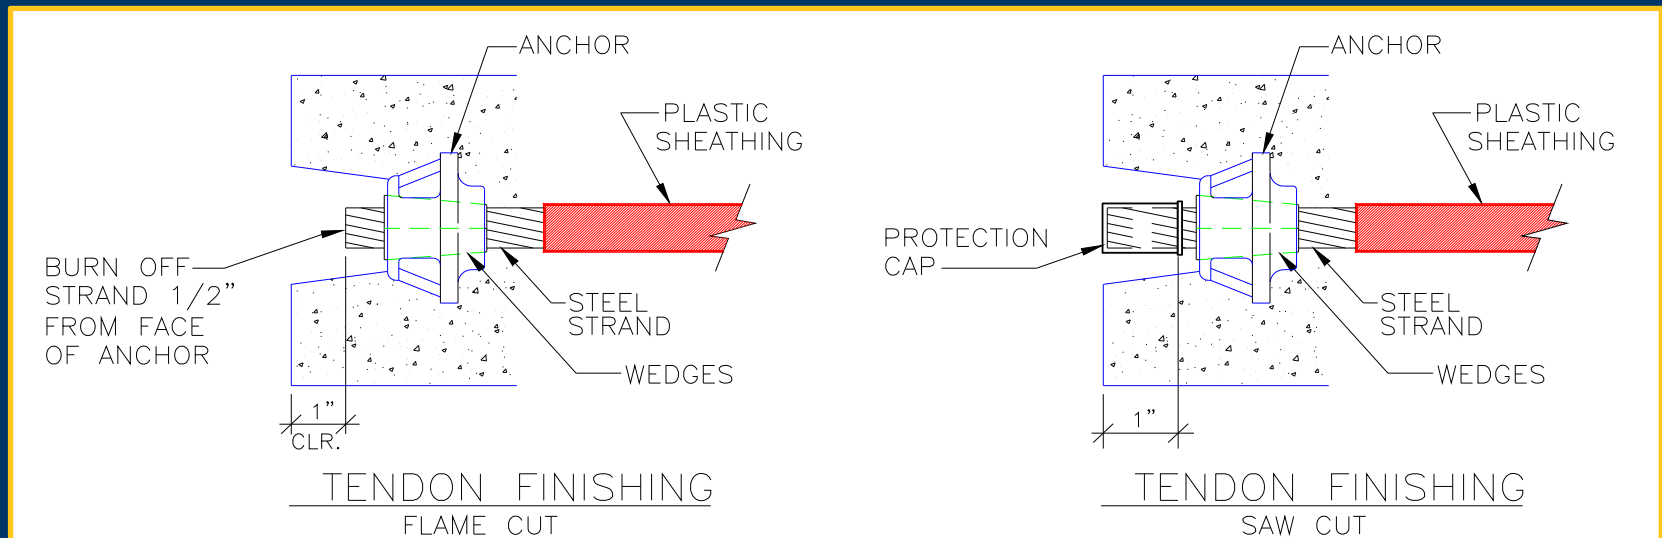 ANCHOR
PLASTIC
SHEATHING
BURN OFF
STRAND 1/2"
FROM FACE
OF ANCHOR
STEEL
STRAND
WEDGES
1"
CLR.
TENDON FINISHING
FLAME CUT
ANCHOR
PLASTIC
SHEATHING
PROTECTION
CAP
STEEL
STRAND
WEDGES
1"
TENDON FINISHING
SAW CUT